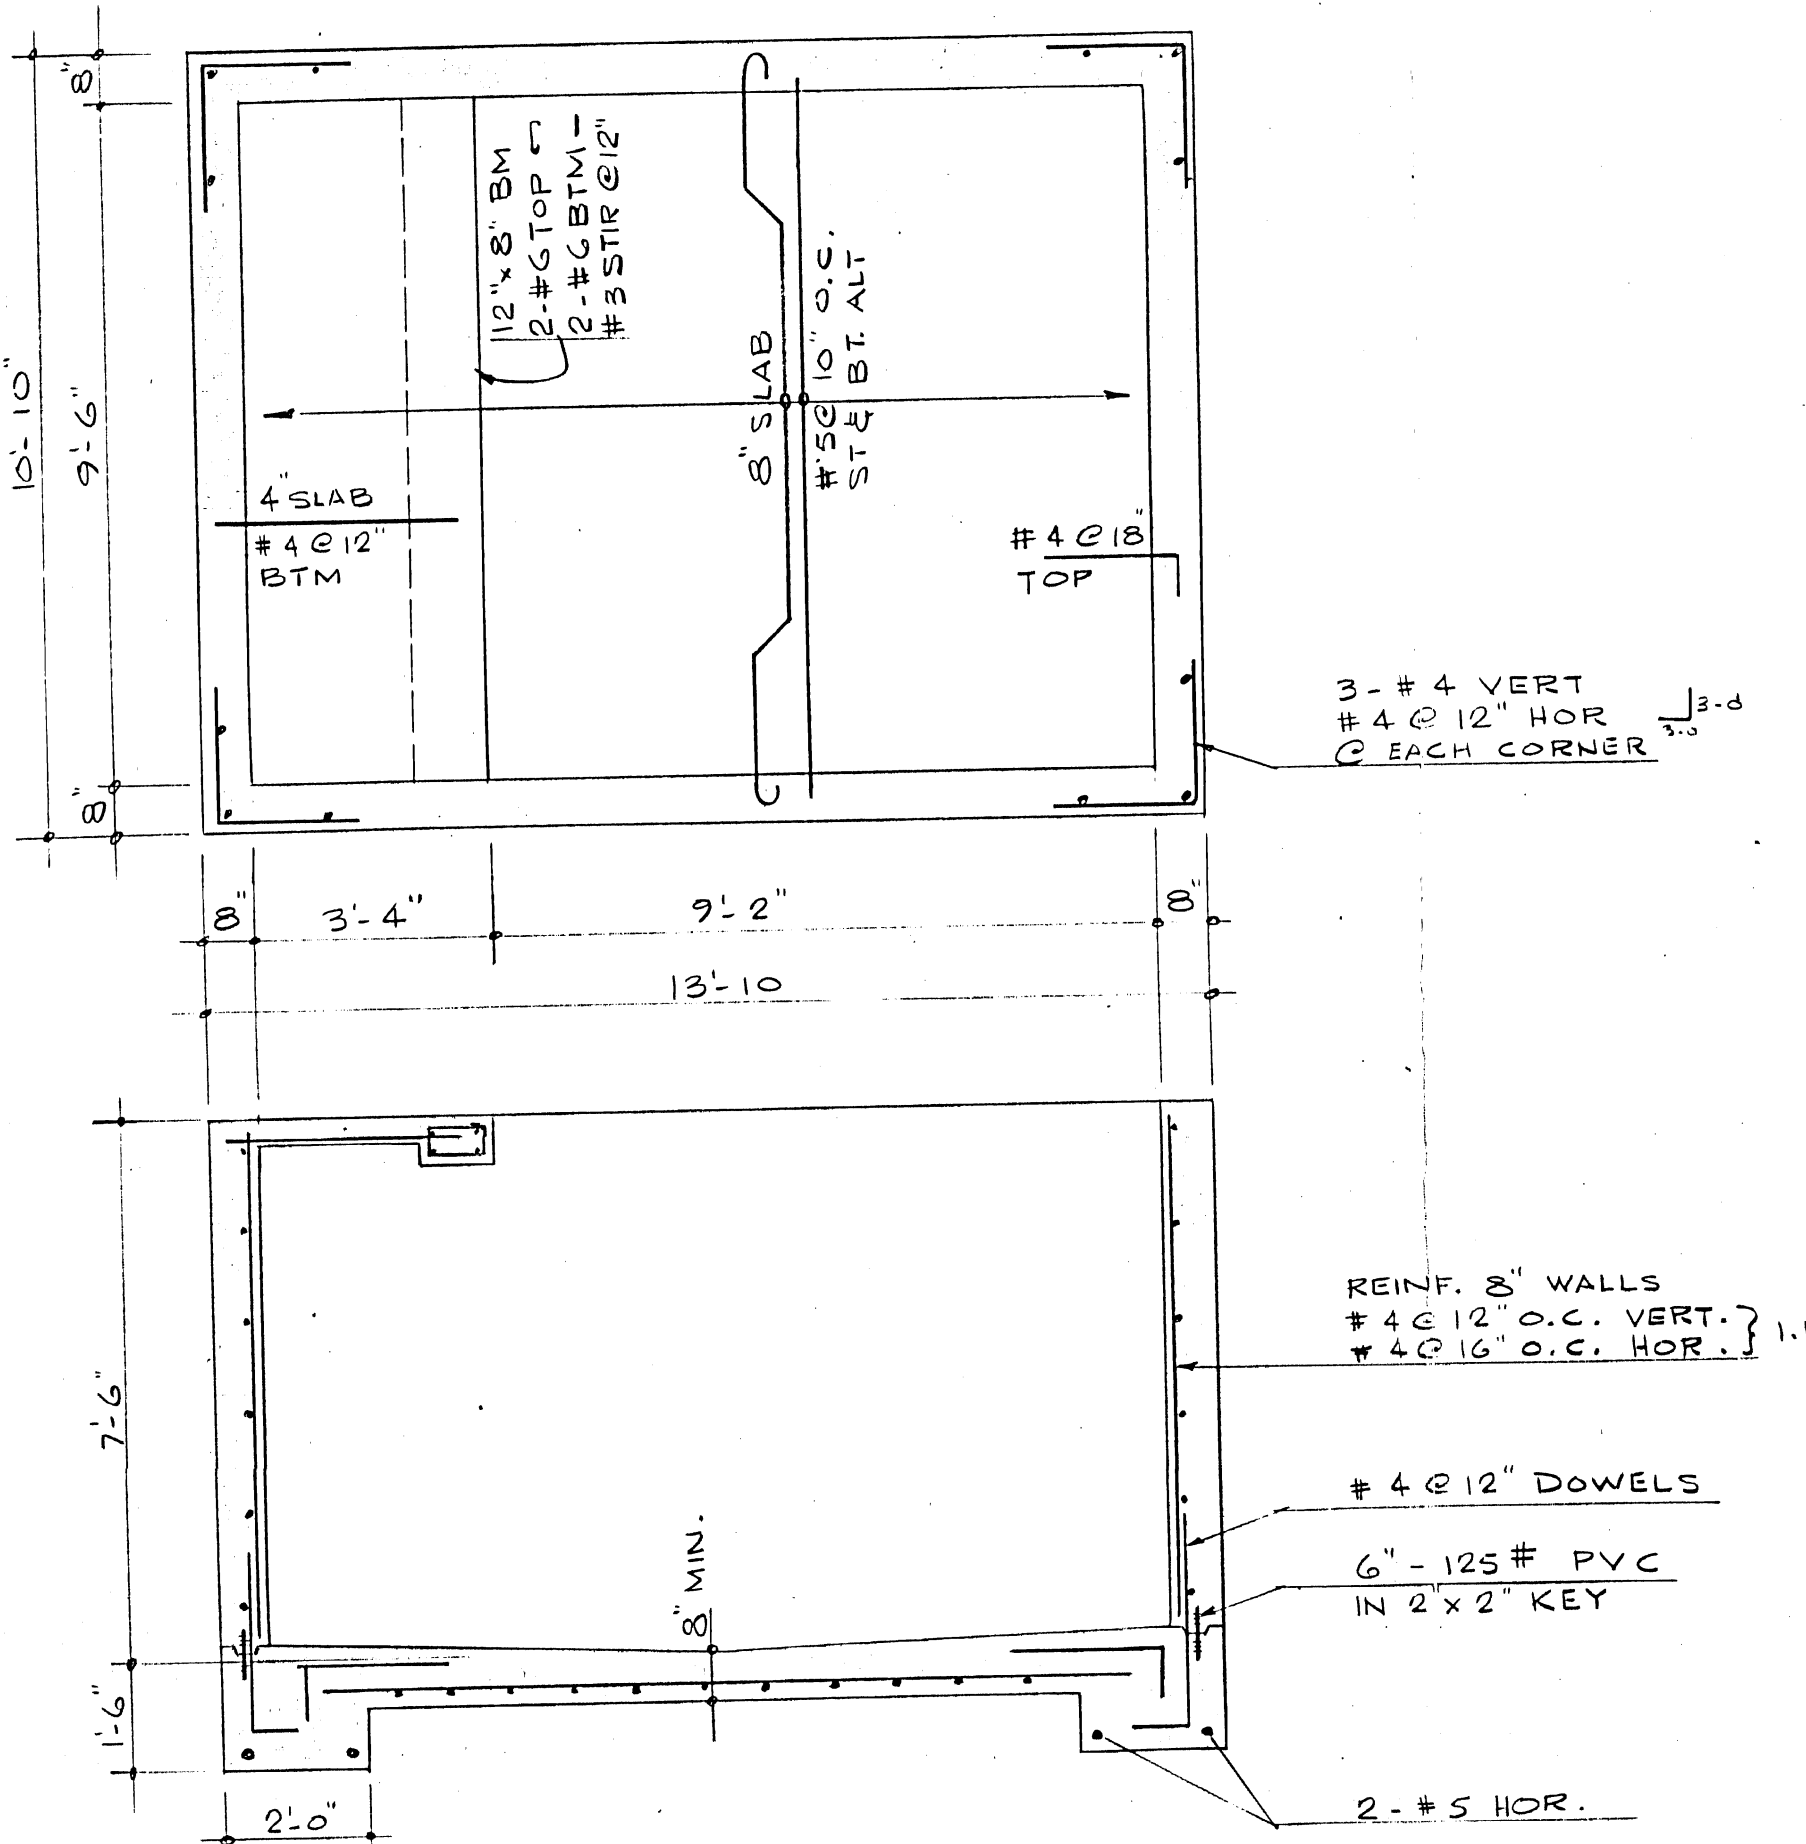 8"
10'-10"
9'-6"
8"
12"x8" BM
2-#6 TOP
2-#6 BTM -
#3 STIR @12"
8" SLAB
#5@ 10" O.C.
ST & BT. ALT
4" SLAB
# 4 @ 12"
BTM
# 4 @ 18"
TOP
3 - # 4 VERT
# 4 @ 12" HOR
@ EACH CORNER
8"
3'-4"
9'-2"
8"
13'-10
7'-6"
1'-6"
2'-0"
8" MIN.
REINF. 8" WALLS
# 4 @ 12" O.C. VERT.
# 4 @ 16" O.C. HOR.
# 4 @ 12" DOWELS
6" - 125 # PVC
IN 2"x 2" KEY
2 - # 5 HOR.